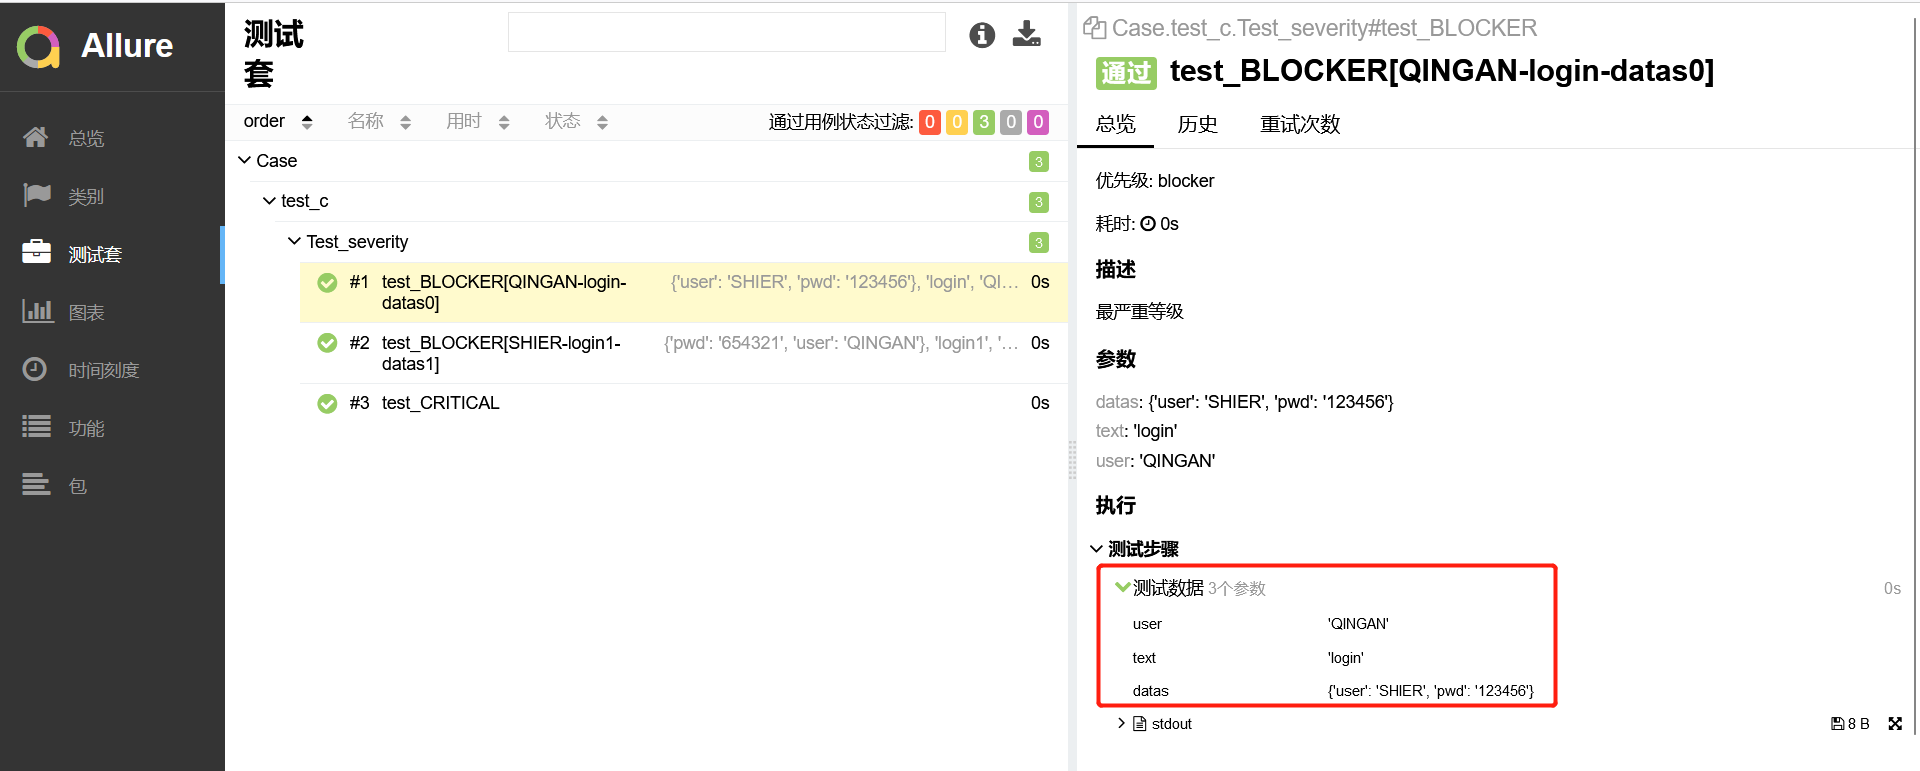 Allure
总览
类别
测试套
图表
时间刻度
功能
包
测试
套
order 名称 用时 状态 通过用例状态过滤: 0 0 3 0 0
Case 3
test_c 3
Test_severity 3
#1 test_BLOCKER[QINGAN-login-datas0] {'user': 'SHIER', 'pwd': '123456'}, 'login', 'QI... 0s
#2 test_BLOCKER[SHIER-login1-datas1] {'pwd': '654321', 'user': 'QINGAN'}, 'login1', '... 0s
#3 test_CRITICAL 0s
Case.test_c.Test_severity#test_BLOCKER
通过 test_BLOCKER[QINGAN-login-datas0]
总览 历史 重试次数
优先级: blocker
耗时: 0s
描述
最严重等级
参数
datas: {'user': 'SHIER', 'pwd': '123456'}
text: 'login'
user: 'QINGAN'
执行
测试步骤
测试数据 3个参数 0s
user 'QINGAN'
text 'login'
datas {'user': 'SHIER', 'pwd': '123456'}
stdout 8 B